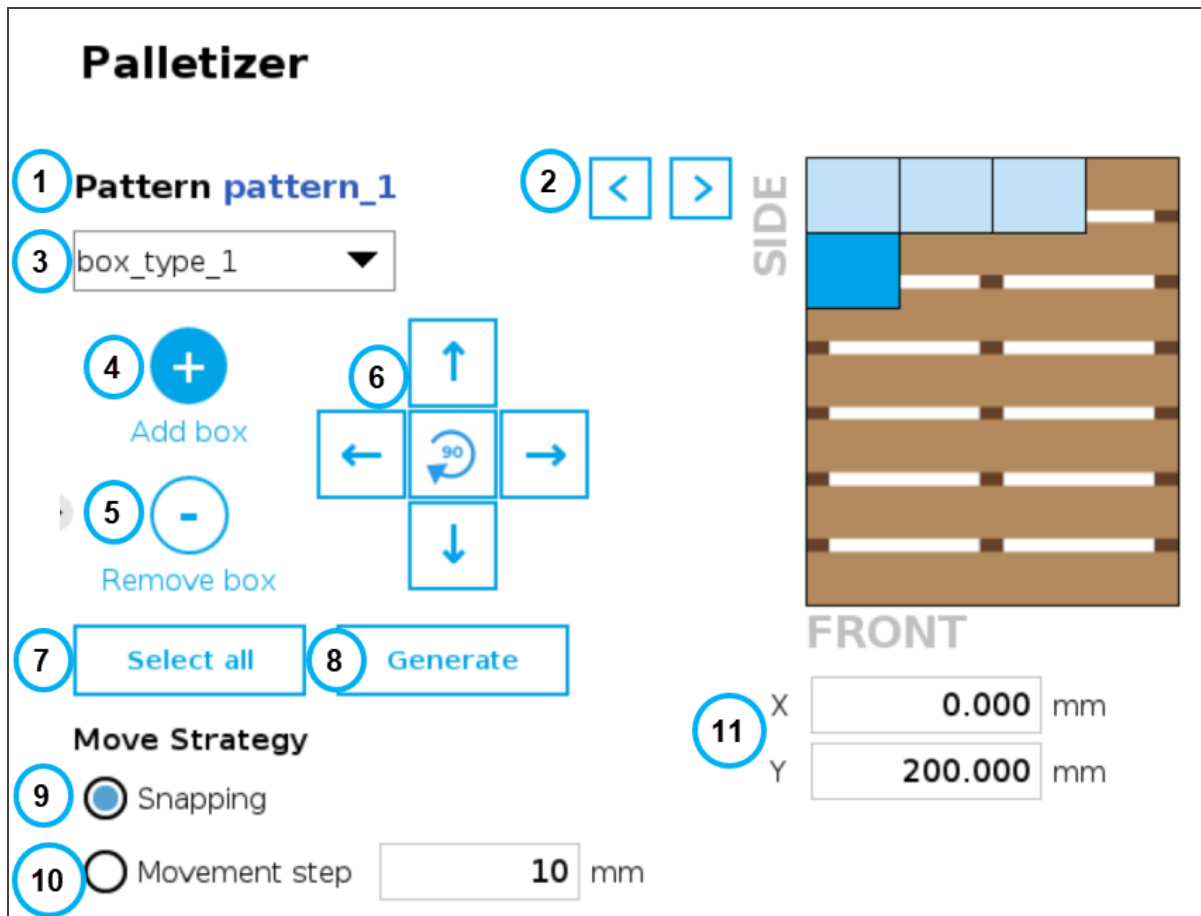 Palletizer
1 Pattern pattern_1
2 < >
SIDE
3 box_type_1
4 +
Add box
6 ↑
← 90 →
↓
5 -
Remove box
7 Select all
8 Generate
FRONT
Move Strategy
9 Snapping
10 Movement step 10 mm
11
X 0.000 mm
Y 200.000 mm